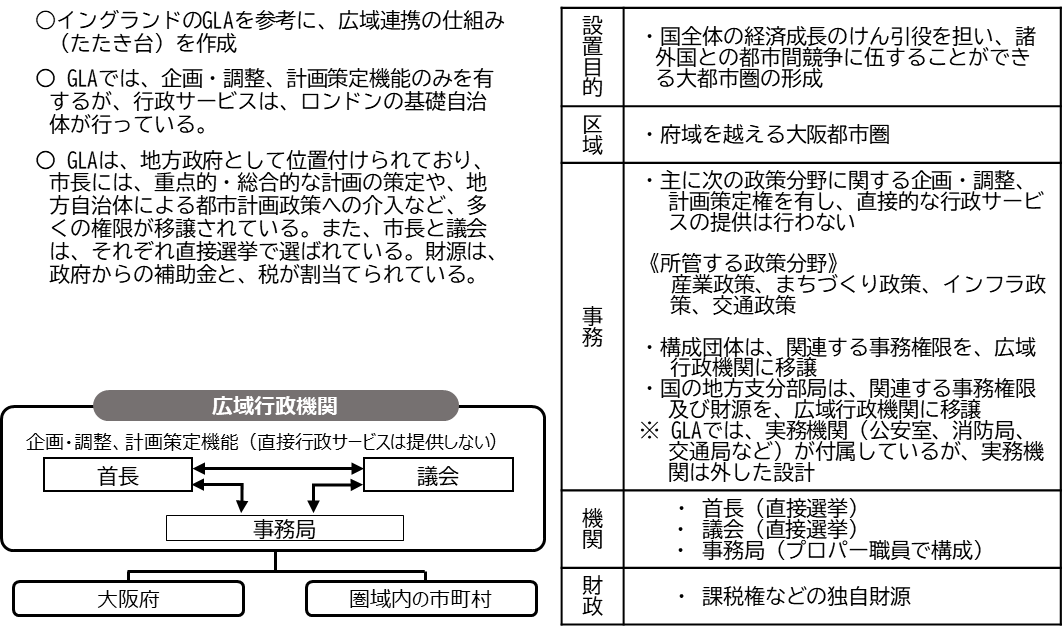 ○イングランドのGLAを参考に、広域連携の仕組み
（たたき台）を作成
○ GLAでは、企画・調整、計画策定機能のみを有
するが、行政サービスは、ロンドンの基礎自治
体が行っている。
○ GLAは、地方政府として位置付けられており、
市長には、重点的・総合的な計画の策定や、地
方自治体による都市計画政策への介入など、多
くの権限が移譲されている。また、市長と議会
は、それぞれ直接選挙で選ばれている。財源は、
政府からの補助金と、税が割当てられている。
広域行政機関
企画・調整、計画策定機能（直接行政サービスは提供しない）
首長
議会
事務局
大阪府
圏域内の市町村
設置目的
・国全体の経済成長のけん引役を担い、諸
外国との都市間競争に伍することができ
る大都市圏の形成
区域
・府域を越える大阪都市圏
事務
・主に次の政策分野に関する企画・調整、
計画策定権を有し、直接的な行政サービ
スの提供は行わない
《所管する政策分野》
産業政策、まちづくり政策、インフラ政
策、交通政策
・構成団体は、関連する事務権限を、広域
行政機関に移譲
・国の地方支分部局は、関連する事務権限
及び財源を、広域行政機関に移譲
※ GLAでは、実務機関（公安室、消防局、
交通局など）が付属しているが、実務機
関は外した設計
機関
・ 首長（直接選挙）
・ 議会（直接選挙）
・ 事務局（プロパー職員で構成）
財政
・ 課税権などの独自財源